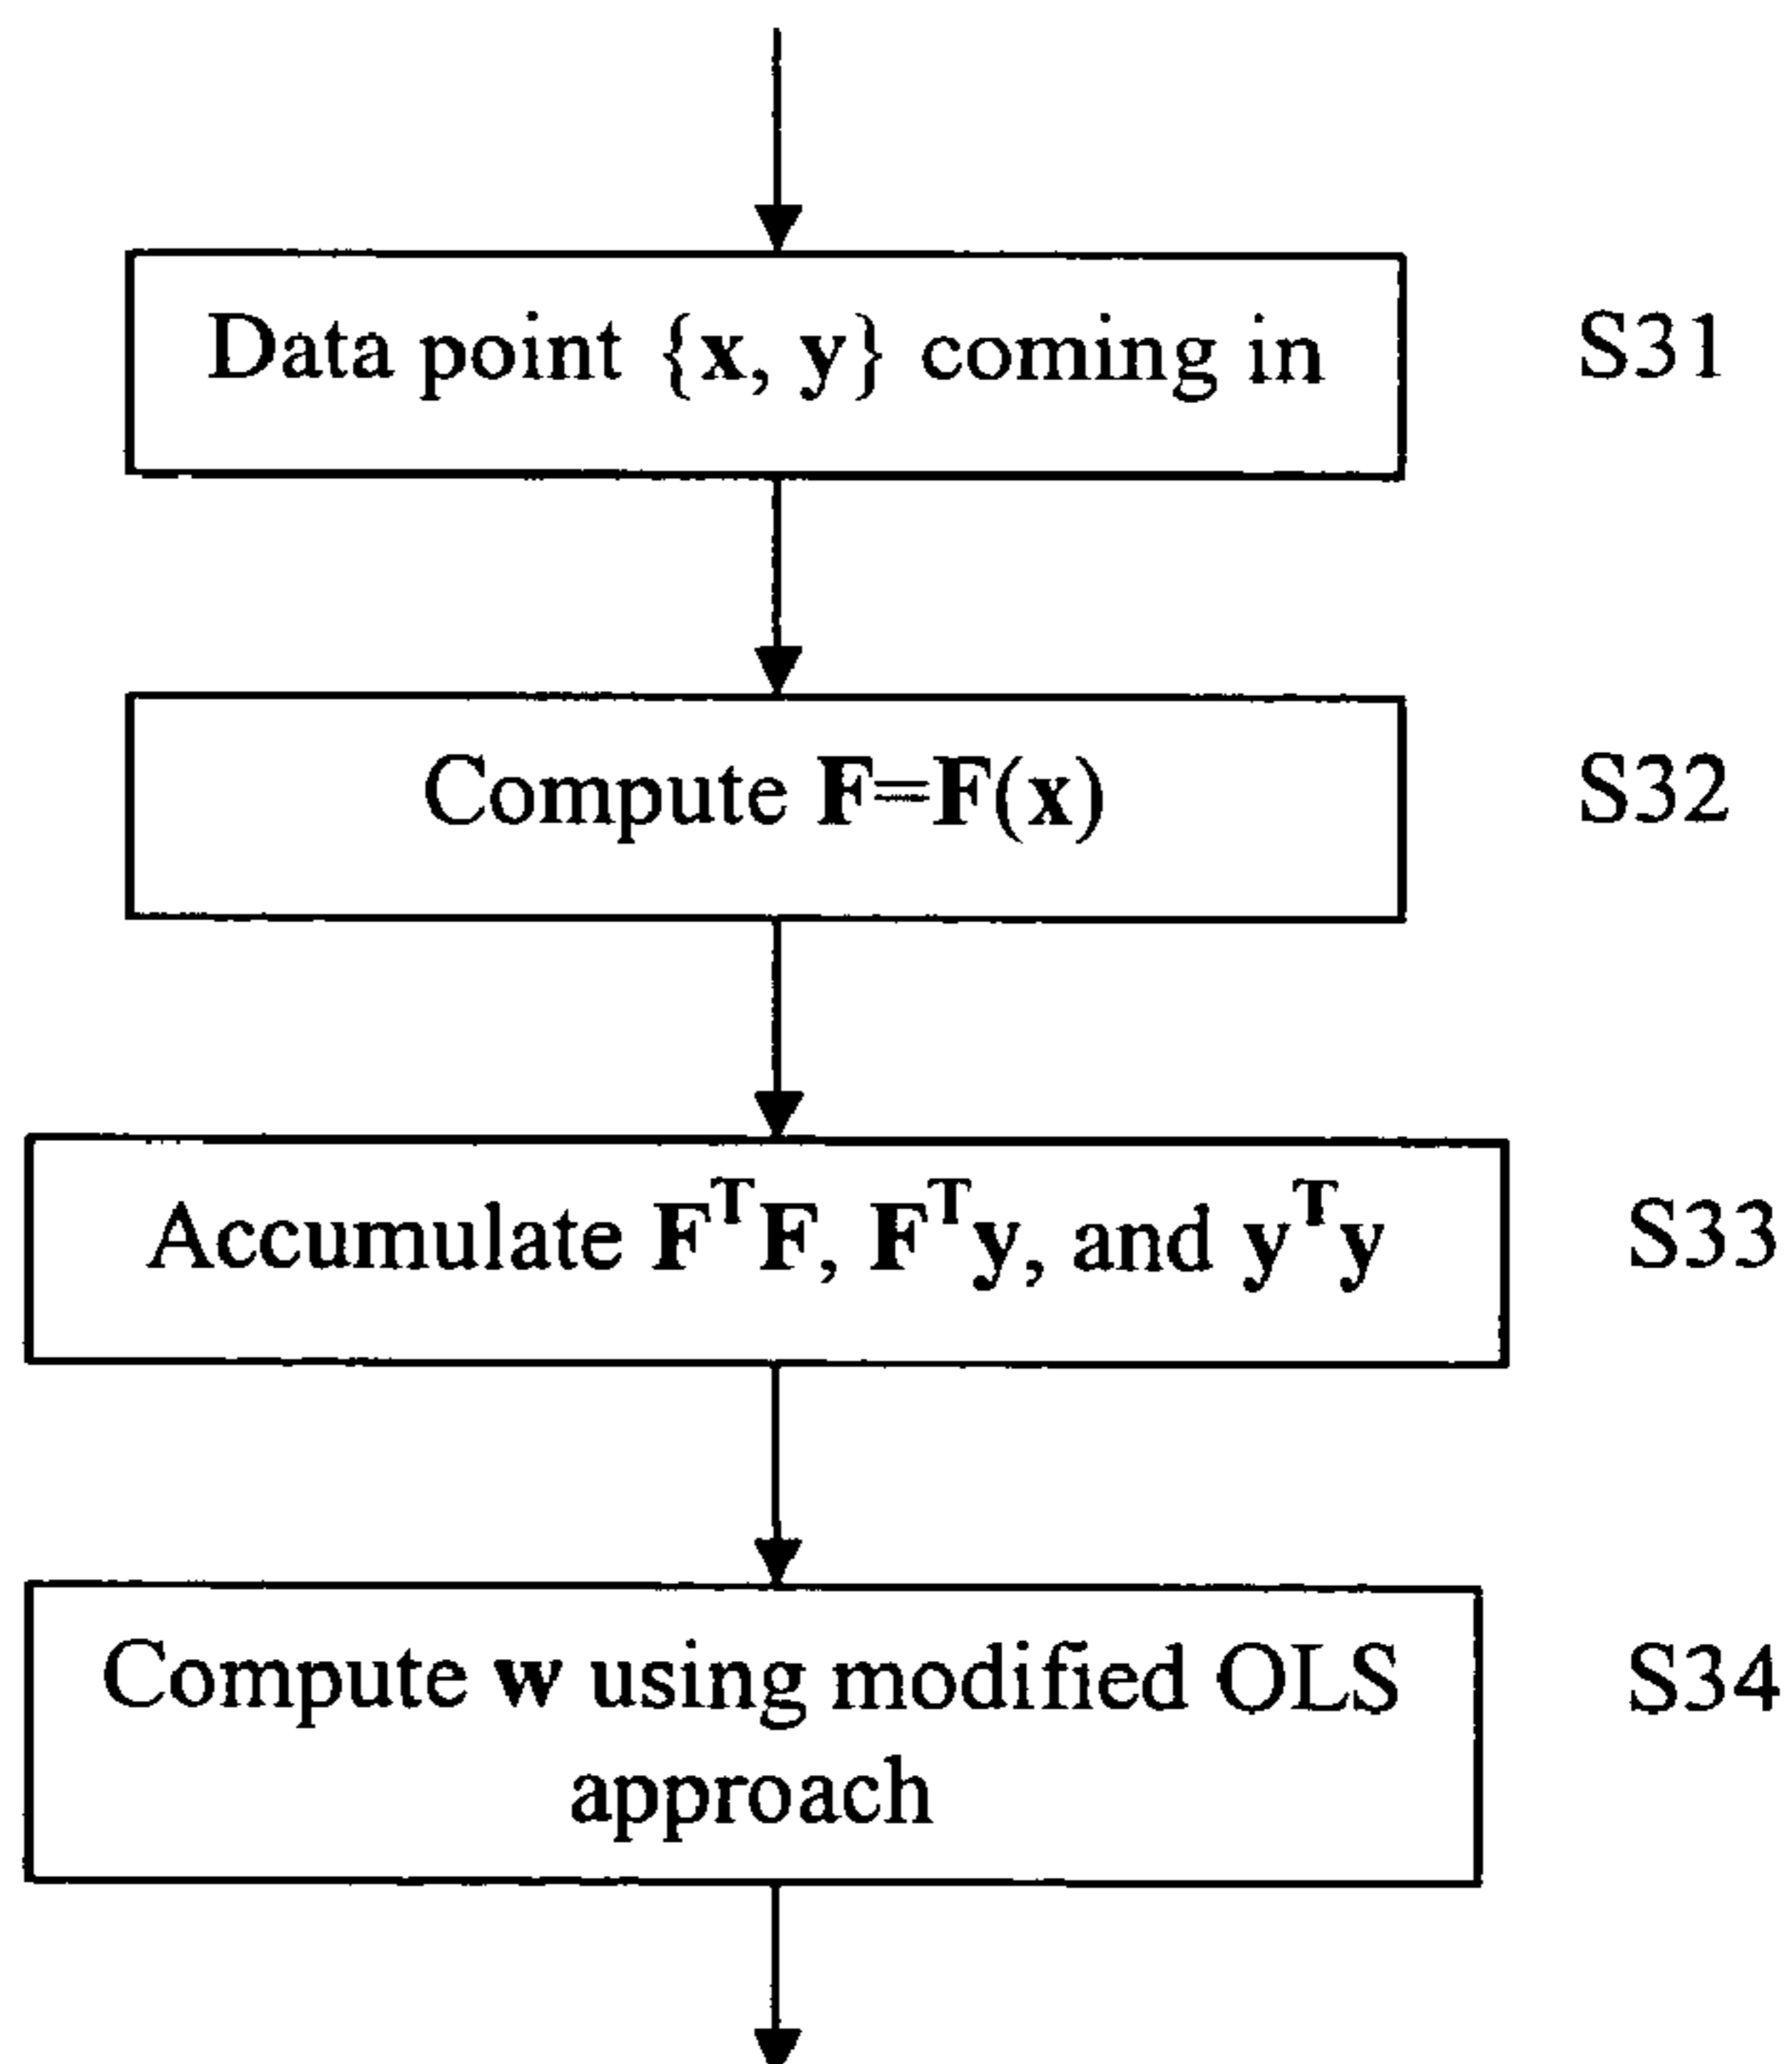 Data point {x, y} coming in
S31
Compute F=F(x)
S32
Accumulate FᵀF, Fᵀy, and yᵀy
S33
Compute w using modified OLS
approach
S34